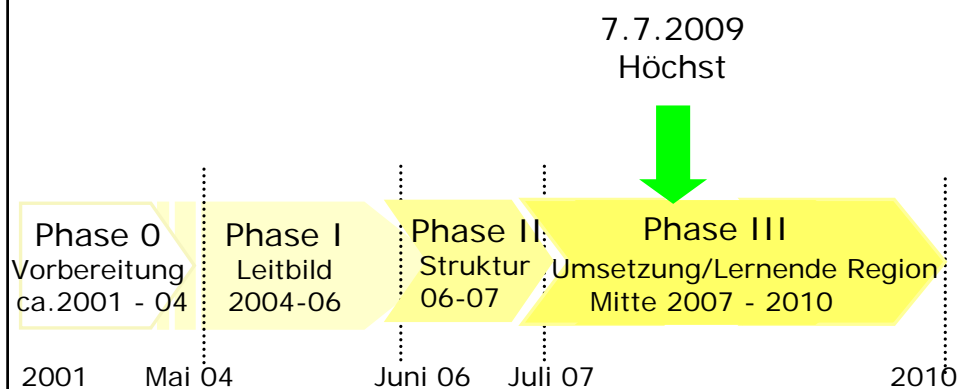 7.7.2009
Höchst
Phase 0
Vorbereitung
ca.2001 - 04
Phase I
Leitbild
2004-06
Phase II
Struktur
06-07
Phase III
Umsetzung/Lernende Region
Mitte 2007 - 2010
2001 Mai 04 Juni 06 Juli 07 2010